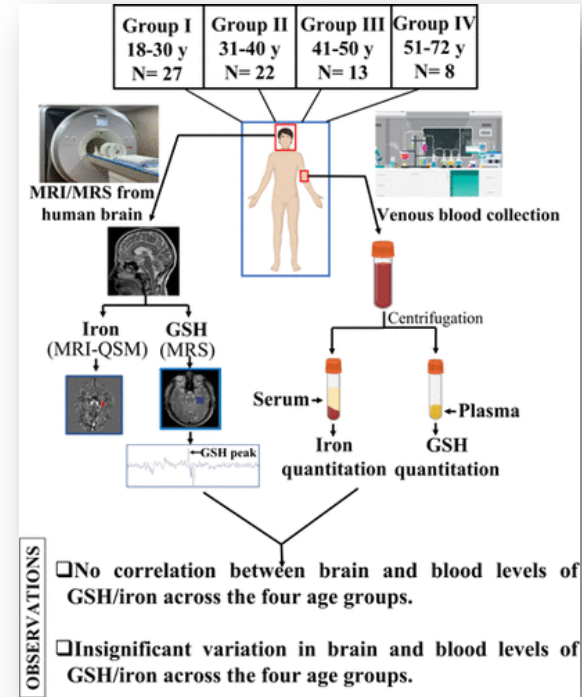 Group I
18-30 y
N= 27
Group II
31-40 y
N= 22
Group III
41-50 y
N= 13
Group IV
51-72 y
N= 8
MRI/MRS from
human brain
Venous blood collection
Iron
(MRI-QSM)
GSH
(MRS)
GSH peak
Centrifugation
Serum
Plasma
Iron
quantitation
GSH
quantitation
OBSERVATIONS
❑No correlation between brain and blood levels of
GSH/iron across the four age groups.
❑Insignificant variation in brain and blood levels of
GSH/iron across the four age groups.